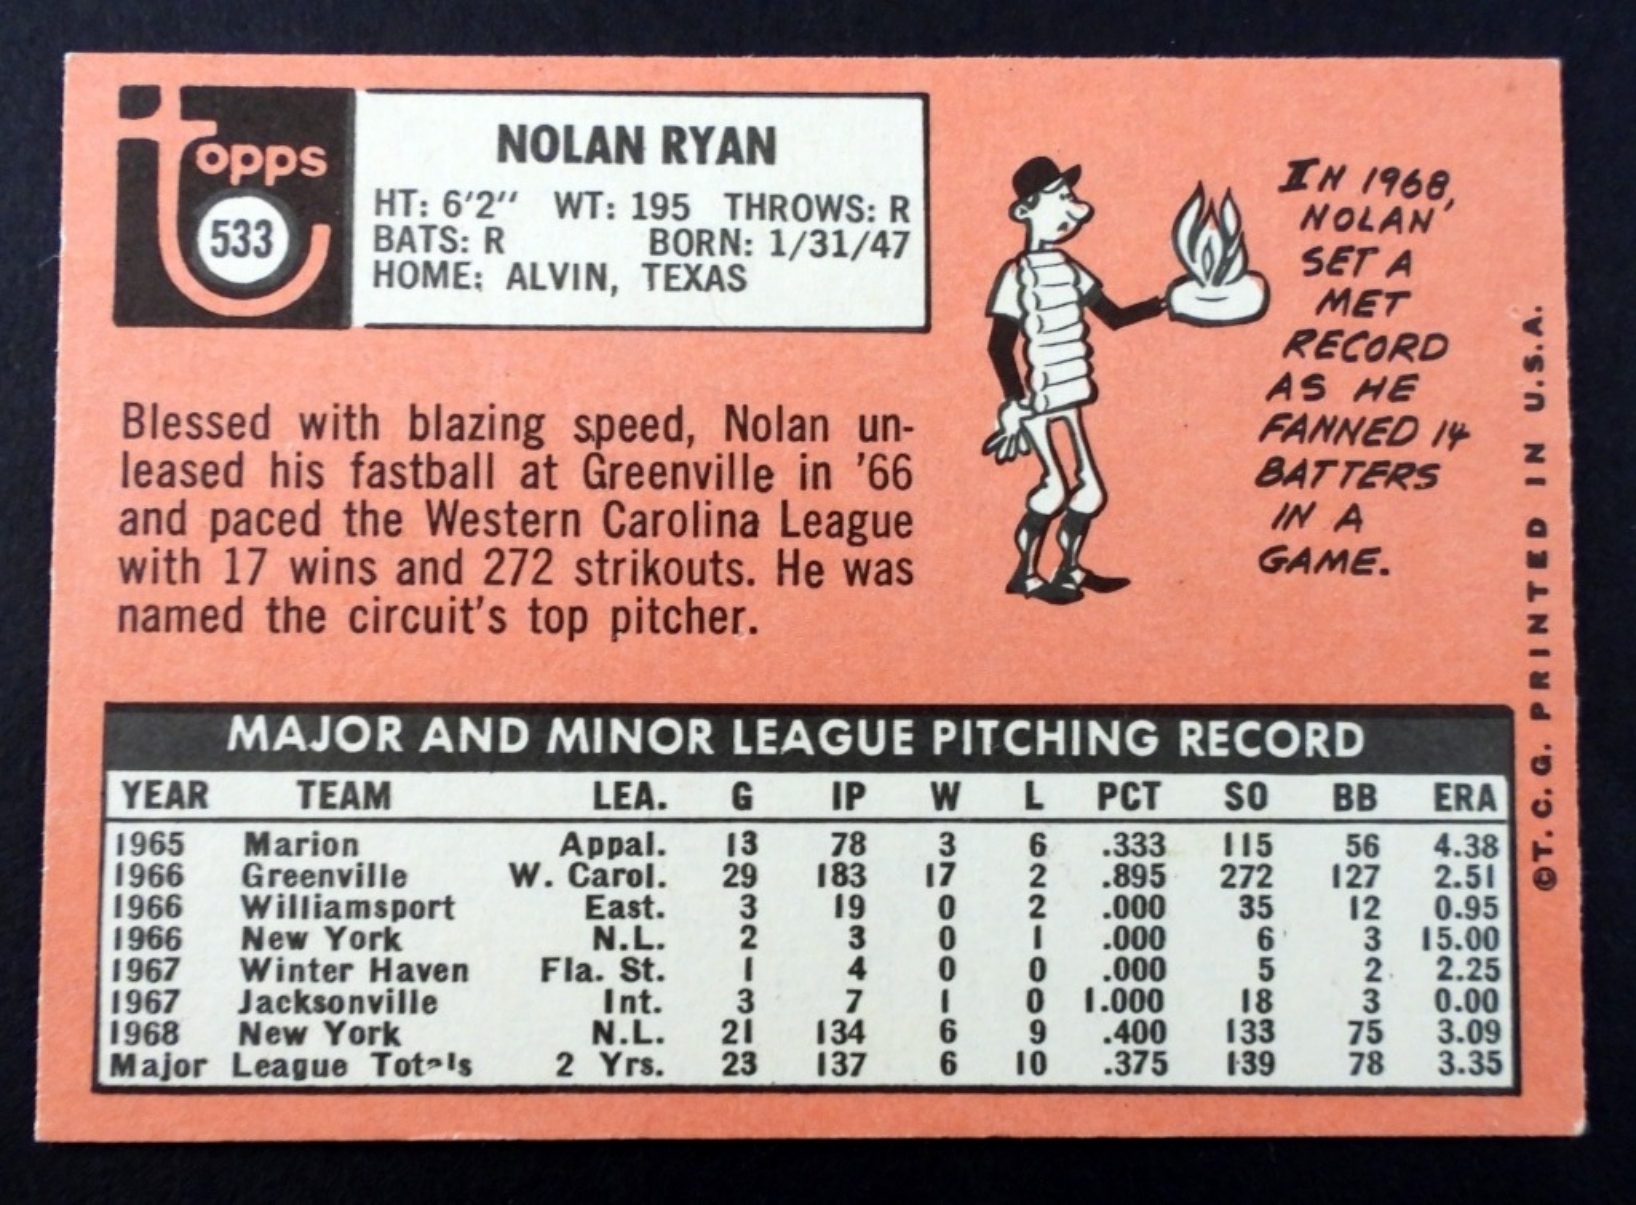 topps
533
NOLAN RYAN
HT: 6'2" WT: 195 THROWS: R
BATS: R BORN: 1/31/47
HOME: ALVIN, TEXAS
IN 1968,
NOLAN
SET A
MET
RECORD
AS HE
FANNED 14
BATTERS
IN A
GAME.
Blessed with blazing speed, Nolan un-
leased his fastball at Greenville in '66
and paced the Western Carolina League
with 17 wins and 272 strikouts. He was
named the circuit's top pitcher.
MAJOR AND MINOR LEAGUE PITCHING RECORD
YEAR TEAM LEA. G IP W L PCT SO BB ERA
1965 Marion Appal. 13 78 3 6 .333 115 56 4.38
1966 Greenville W. Carol. 29 183 17 2 .895 272 127 2.51
1966 Williamsport East. 3 19 0 2 .000 35 12 0.95
1966 New York N.L. 2 3 0 1 .000 6 3 15.00
1967 Winter Haven Fla. St. 1 4 0 0 .000 5 2 2.25
1967 Jacksonville Int. 3 7 1 0 1.000 18 3 0.00
1968 New York N.L. 21 134 6 9 .400 133 75 3.09
Major League Totals 2 Yrs. 23 137 6 10 .375 139 78 3.35
©T. C. G. PRINTED IN U.S.A.